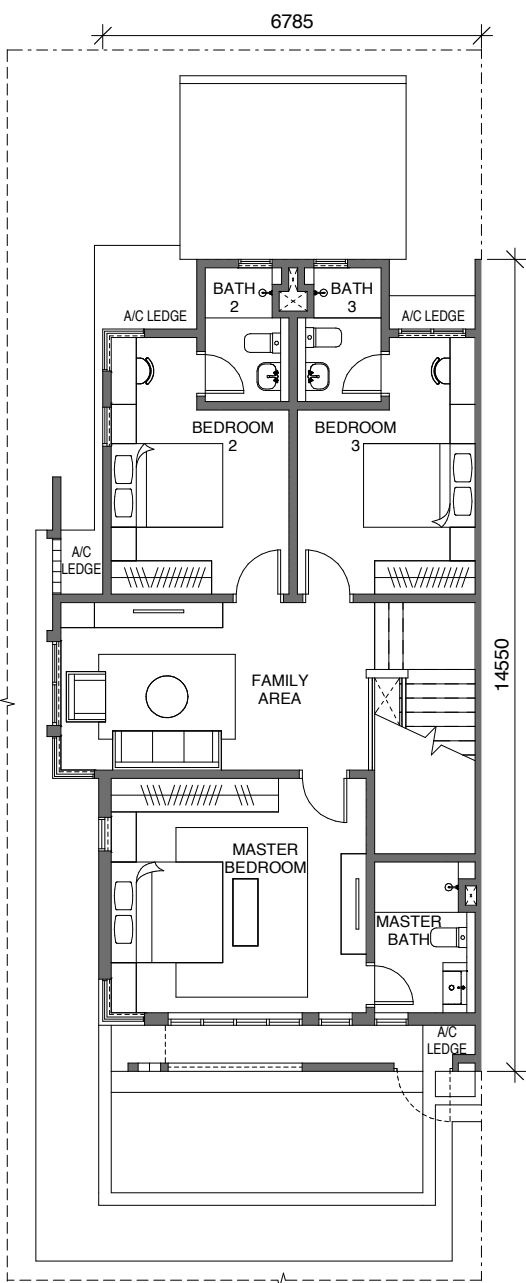 6785
BATH
2
BATH
3
A/C LEDGE
A/C LEDGE
BEDROOM
2
BEDROOM
3
A/C
LEDGE
FAMILY
AREA
14550
MASTER
BEDROOM
MASTER
BATH
A/C
LEDGE